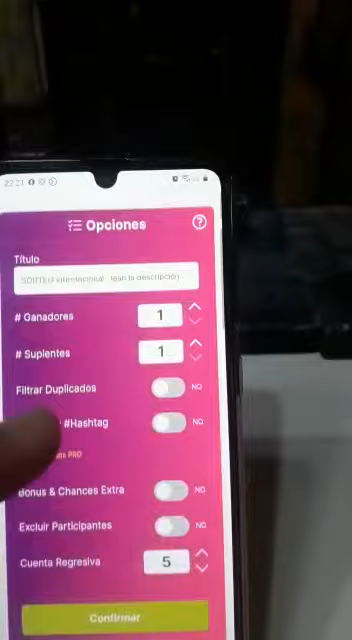 22:21
Opciones
Título
SORTEO internacional lean la descripción
# Ganadores 1
# Suplentes 1
Filtrar Duplicados NO
#Hashtag NO
PRO
Bonus & Chances Extra NO
Excluir Participantes NO
Cuenta Regresiva 5
Confirmar